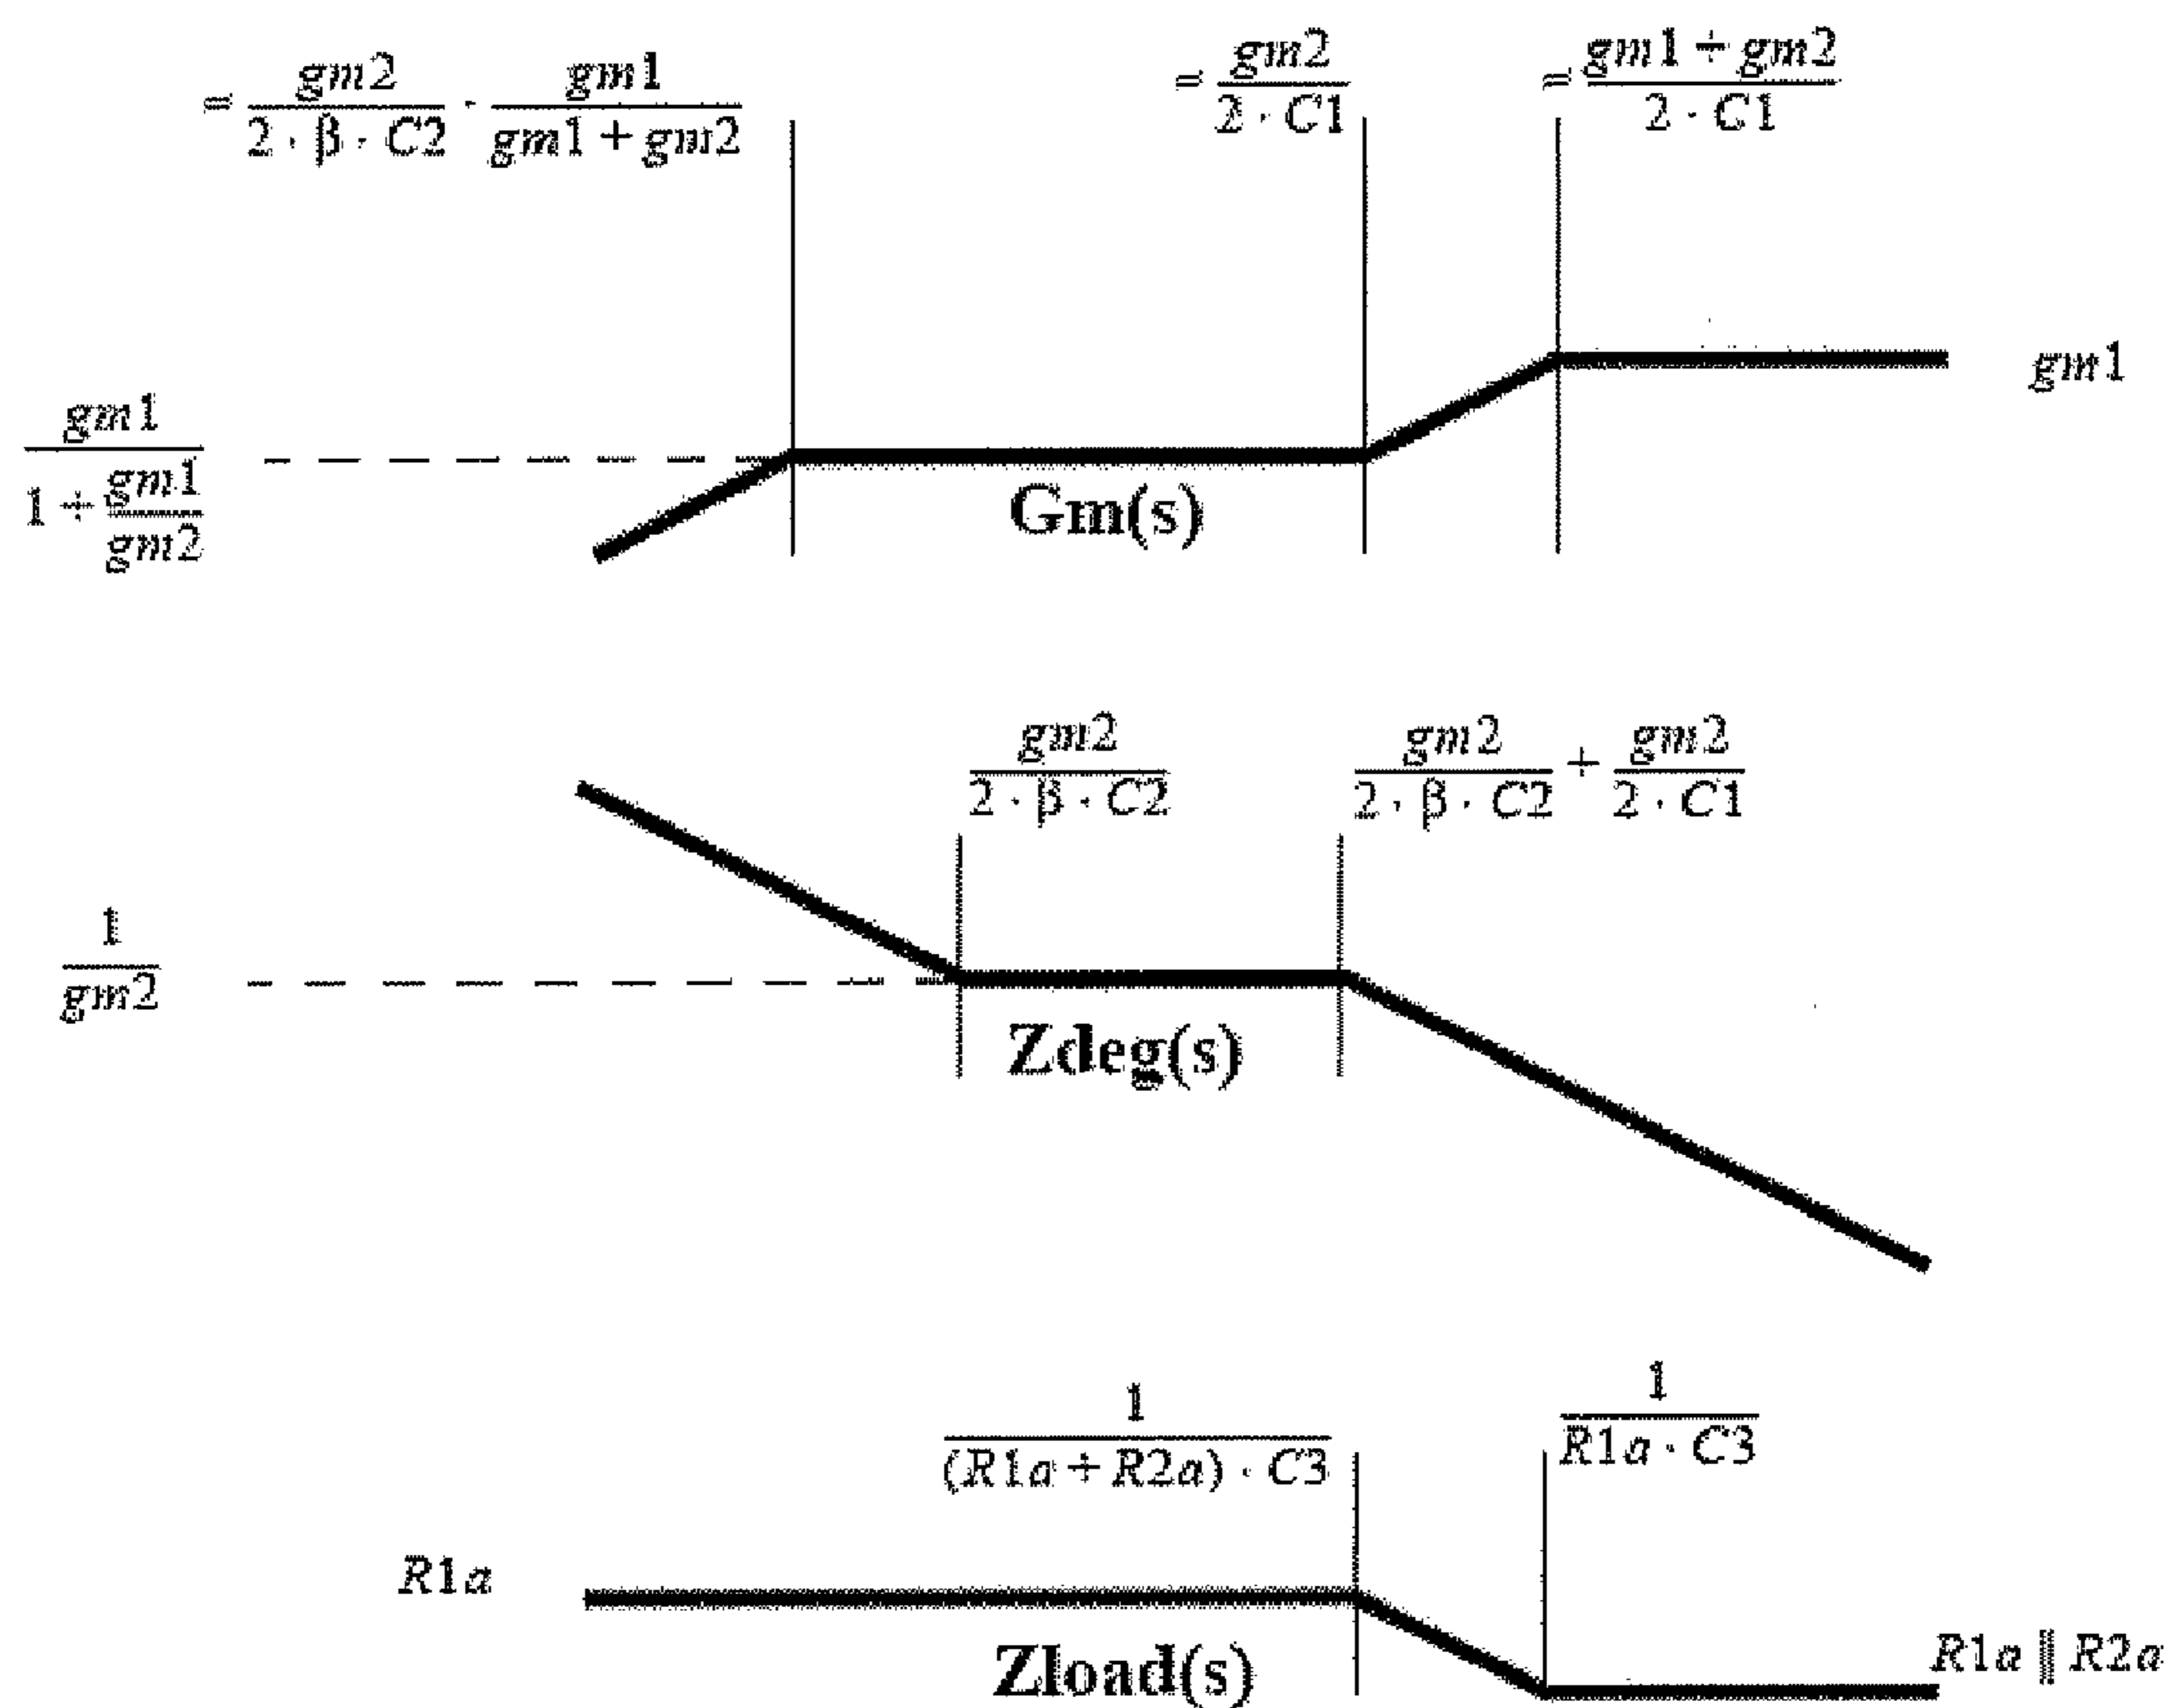 = gm2 / (2 · β · C2) · gm1 / (gm1 + gm2)
= gm2 / (2 · C1)
= (gm1 + gm2) / (2 · C1)
gm1
gm1 / (1 + gm1 / gm2)
Gm(s)
gm2 / (2 · β · C2)
gm2 / (2 · β · C2) + gm2 / (2 · C1)
1 / gm2
Zdeg(s)
1 / ((R1a + R2a) · C3)
1 / (R1a · C3)
R1a
Zload(s)
R1a || R2a